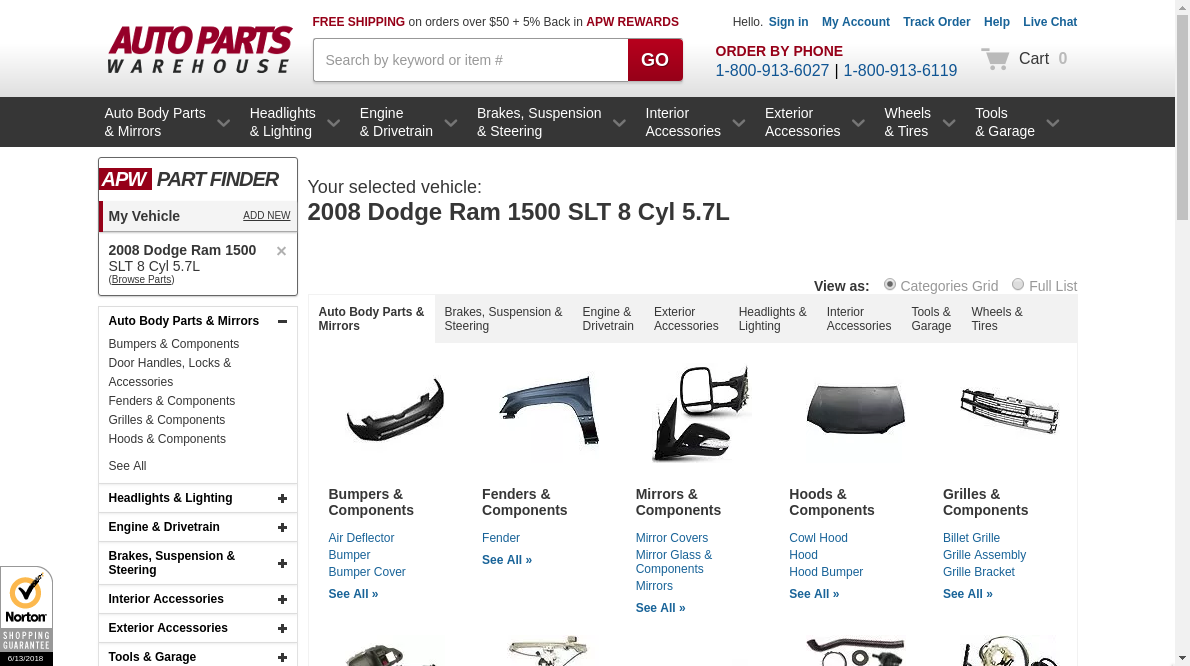 FREE SHIPPING on orders over $50 + 5% Back in APW REWARDS
Hello. Sign in My Account Track Order Help Live Chat
AUTO PARTS
WAREHOUSE
Search by keyword or item #
GO
ORDER BY PHONE
1-800-913-6027 | 1-800-913-6119
Cart 0
Auto Body Parts
& Mirrors
Headlights
& Lighting
Engine
& Drivetrain
Brakes, Suspension
& Steering
Interior
Accessories
Exterior
Accessories
Wheels
& Tires
Tools
& Garage
APW PART FINDER
My Vehicle ADD NEW
2008 Dodge Ram 1500
SLT 8 Cyl 5.7L
(Browse Parts)
Auto Body Parts & Mirrors
Bumpers & Components
Door Handles, Locks &
Accessories
Fenders & Components
Grilles & Components
Hoods & Components
See All
Headlights & Lighting
Engine & Drivetrain
Brakes, Suspension &
Steering
Interior Accessories
Exterior Accessories
Tools & Garage
Your selected vehicle:
2008 Dodge Ram 1500 SLT 8 Cyl 5.7L
View as: Categories Grid Full List
Auto Body Parts &
Mirrors
Brakes, Suspension &
Steering
Engine &
Drivetrain
Exterior
Accessories
Headlights &
Lighting
Interior
Accessories
Tools &
Garage
Wheels &
Tires
Bumpers &
Components
Air Deflector
Bumper
Bumper Cover
See All »
Fenders &
Components
Fender
See All »
Mirrors &
Components
Mirror Covers
Mirror Glass &
Components
Mirrors
See All »
Hoods &
Components
Cowl Hood
Hood
Hood Bumper
See All »
Grilles &
Components
Billet Grille
Grille Assembly
Grille Bracket
See All »
Norton
SHOPPING
GUARANTEE
6/13/2018